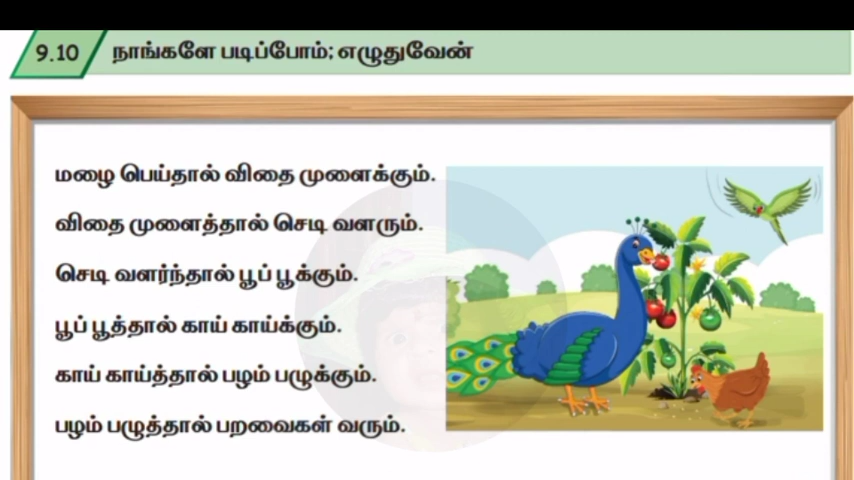 9.10 நாங்களே படிப்போம்; எழுதுவேன்
மழை பெய்தால் விதை முளைக்கும்.
விதை முளைத்தால் செடி வளரும்.
செடி வளர்ந்தால் பூப் பூக்கும்.
பூப் பூத்தால் காய் காய்க்கும்.
காய் காய்த்தால் பழம் பழுக்கும்.
பழம் பழுத்தால் பறவைகள் வரும்.